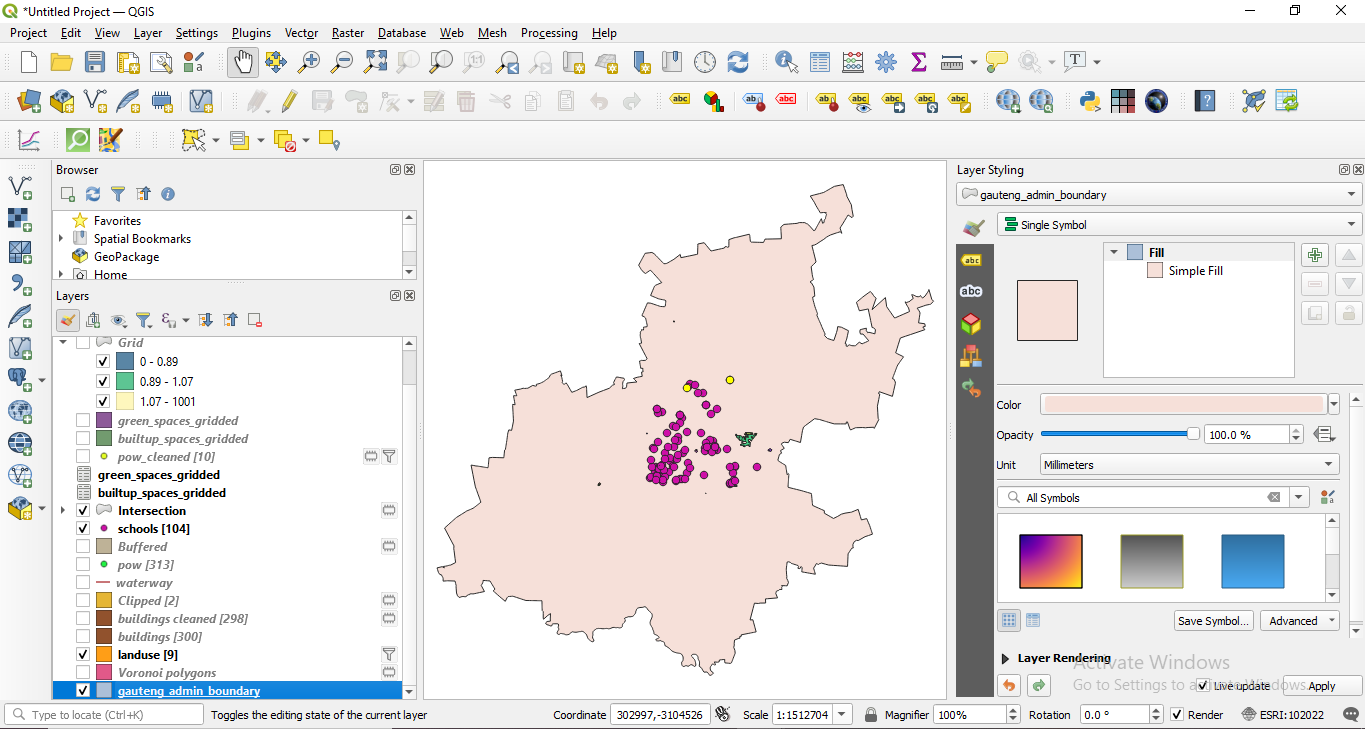 *Untitled Project — QGIS
Project Edit View Layer Settings Plugins Vector Raster Database Web Mesh Processing Help
Browser
Favorites
Spatial Bookmarks
GeoPackage
Home
Layers
Grid
0 - 0.89
0.89 - 1.07
1.07 - 1001
green_spaces_gridded
builtup_spaces_gridded
pow_cleaned [10]
green_spaces_gridded
builtup_spaces_gridded
Intersection
schools [104]
Buffered
pow [313]
waterway
Clipped [2]
buildings cleaned [298]
buildings [300]
landuse [9]
Voronoi polygons
gauteng_admin_boundary
Layer Styling
gauteng_admin_boundary
Single Symbol
Fill
Simple Fill
Color
Opacity 100.0 %
Unit Millimeters
All Symbols
Save Symbol... Advanced
Layer Rendering
Activate Windows
Go to Settings to activate Windows.
Live update Apply
Type to locate (Ctrl+K) Toggles the editing state of the current layer Coordinate 302997,-3104526 Scale 1:1512704 Magnifier 100% Rotation 0.0 ° Render ESRI:102022